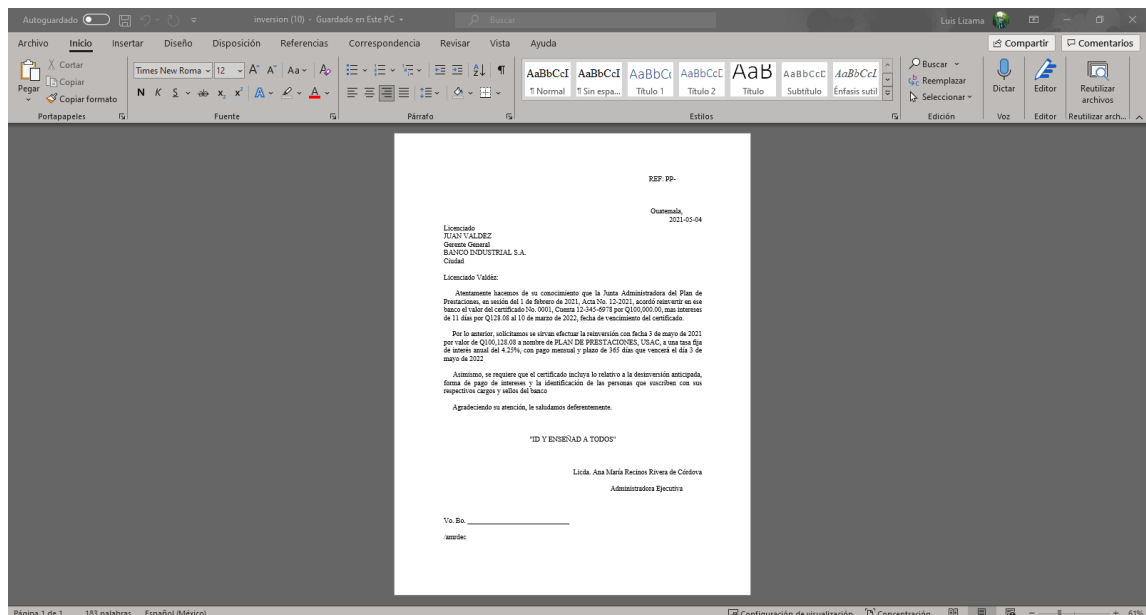 Autoguardado
inversion (10) - Guardado en Este PC
Buscar
Luis Lizama
Archivo Inicio Insertar Diseño Disposición Referencias Correspondencia Revisar Vista Ayuda
Compartir Comentarios
Pegar
Cortar
Copiar
Copiar formato
Portapapeles
Times New Roma 12
N K S ab x, x²
Fuente
Párrafo
AaBbCcI AaBbCcI AaBbC AaBbCcE AaB AaBbCcD AaBbCcI
¶ Normal ¶ Sin espa... Título 1 Título 2 Título Subtítulo Énfasis sutil
Estilos
Buscar
Reemplazar
Seleccionar
Edición
Dictar
Voz
Editor
Editor
Reutilizar archivos
Reutilizar arch...
REF: PP-
Guatemala,
2021-05-04
Licenciado
JUAN VALDEZ
Gerente General
BANCO INDUSTRIAL S.A.
Ciudad
Licenciado Valdéz:
Atentamente hacemos de su conocimiento que la Junta Administradora del Plan de
Prestaciones, en sesión del 1 de febrero de 2021, Acta No. 12-2021, acordó reinvertir en ese
banco el valor del certificado No. 0001, Cuenta 12-345-6978 por Q100,000.00, mas intereses
de 11 días por Q128.08 al 10 de marzo de 2022, fecha de vencimiento del certificado.
Por lo anterior, solicitamos se sirvan efectuar la reinversión con fecha 3 de mayo de 2021
por valor de Q100,128.08 a nombre de PLAN DE PRESTACIONES, USAC, a una tasa fija
de interés anual del 4.25%, con pago mensual y plazo de 365 días que vencerá el día 3 de
mayo de 2022
Asimismo, se requiere que el certificado incluya lo relativo a la desinversión anticipada,
forma de pago de intereses y la identificación de las personas que suscriben con sus
respectivos cargos y sellos del banco
Agradeciendo su atención, le saludamos deferentemente.
"ID Y ENSEÑAD A TODOS"
Licda. Ana María Recinos Rivera de Córdova
Administradora Ejecutiva
Vo. Bo.
/amrdec
Página 1 de 1 183 palabras Español (México)
Configuración de visualización Concentración 61%